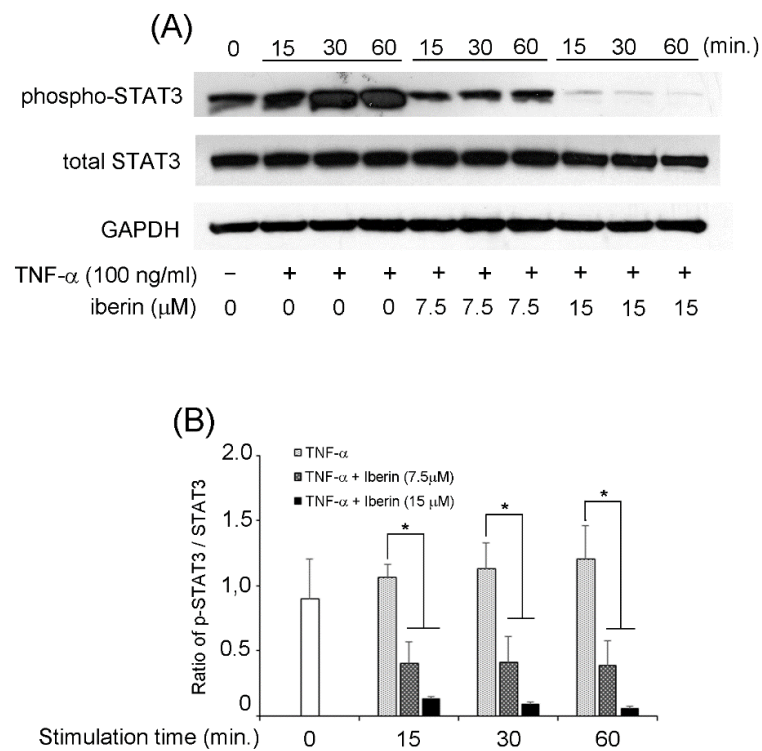 (A)
0 15 30 60 15 30 60 15 30 60 (min.)
phospho-STAT3
total STAT3
GAPDH
TNF-α (100 ng/ml) – + + + + + + + + +
iberin (μM) 0 0 0 0 7.5 7.5 7.5 15 15 15
(B)
TNF-α
TNF-α + Iberin (7.5μM)
TNF-α + Iberin (15 μM)
Ratio of p-STAT3 / STAT3
2.0
1.5
1,0
0.5
0
* * *
Stimulation time (min.) 0 15 30 60